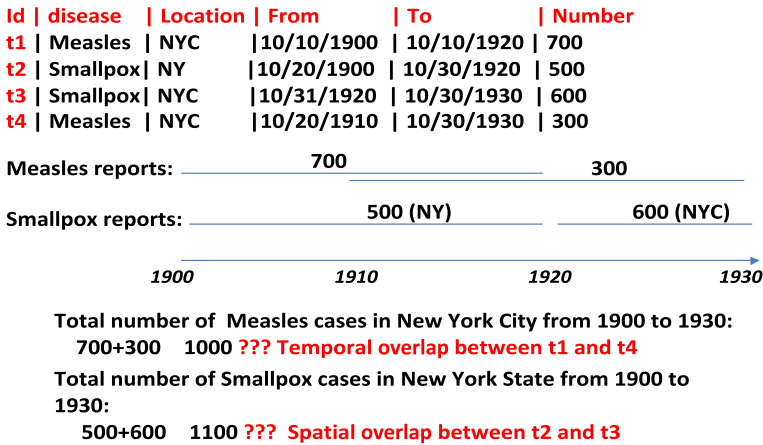 Id | disease | Location | From | To | Number
t1 | Measles | NYC |10/10/1900 | 10/10/1920 | 700
t2 | Smallpox| NY |10/20/1900 | 10/30/1920 | 500
t3 | Smallpox| NYC |10/31/1920 | 10/30/1930 | 600
t4 | Measles | NYC |10/20/1910 | 10/30/1930 | 300
Measles reports: 700 300
Smallpox reports: 500 (NY) 600 (NYC)
1900 1910 1920 1930
Total number of Measles cases in New York City from 1900 to 1930:
700+300 1000 ??? Temporal overlap between t1 and t4
Total number of Smallpox cases in New York State from 1900 to
1930:
500+600 1100 ??? Spatial overlap between t2 and t3